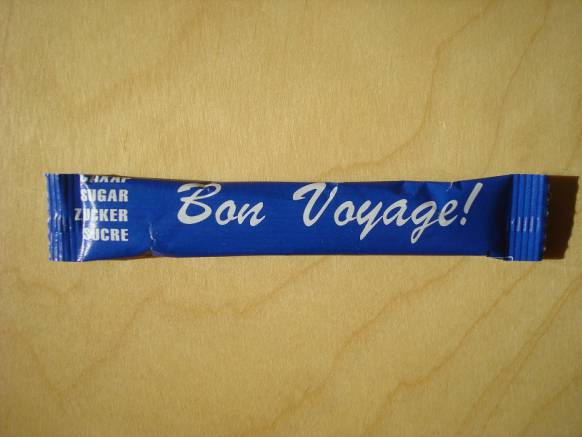 SUGAR
ZUCKER
SUCRE
Bon Voyage!